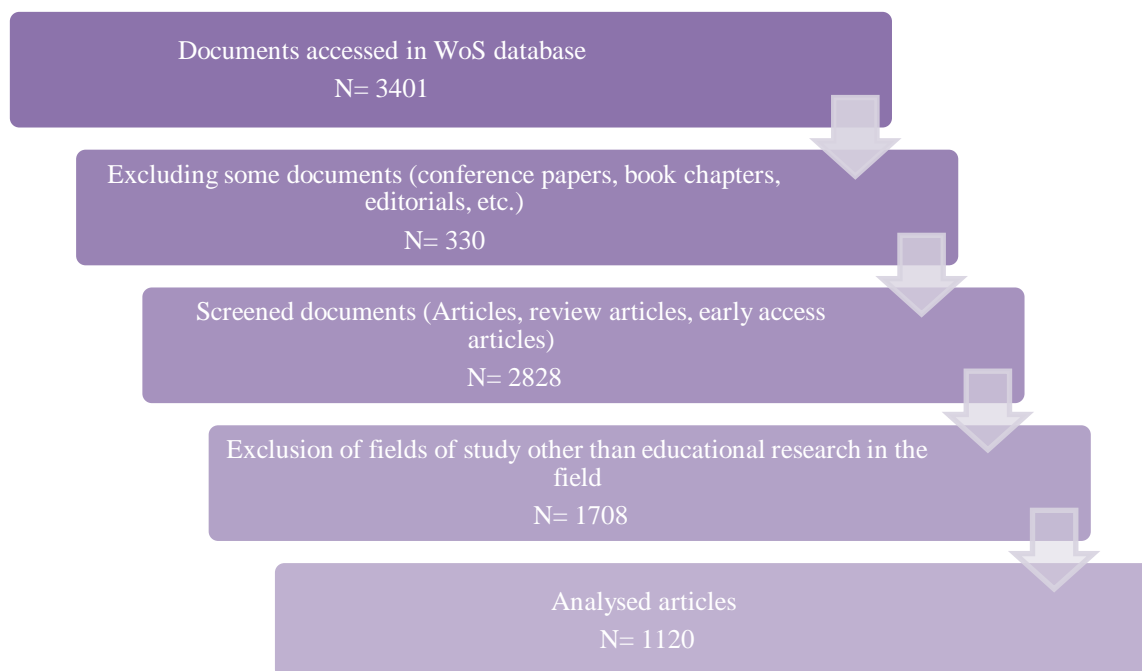 Documents accessed in WoS database
N= 3401
Excluding some documents (conference papers, book chapters,
editorials, etc.)
N= 330
Screened documents (Articles, review articles, early access
articles)
N= 2828
Exclusion of fields of study other than educational research in the
field
N= 1708
Analysed articles
N= 1120